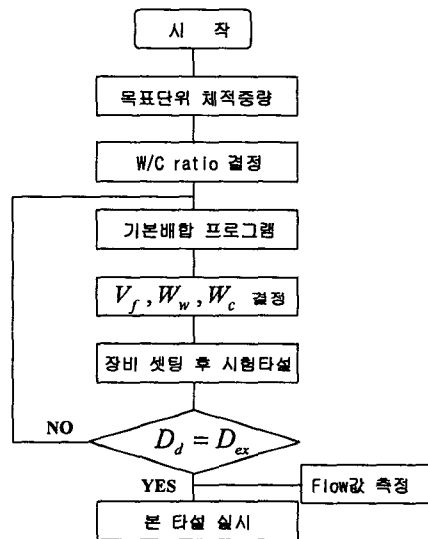 시 작
목표단위 체적중량
W/C ratio 결정
기본배합 프로그램
V_f , W_w , W_c 결정
장비 셋팅 후 시험타설
NO
D_d = D_ex
YES
Flow값 측정
본 타설 실시